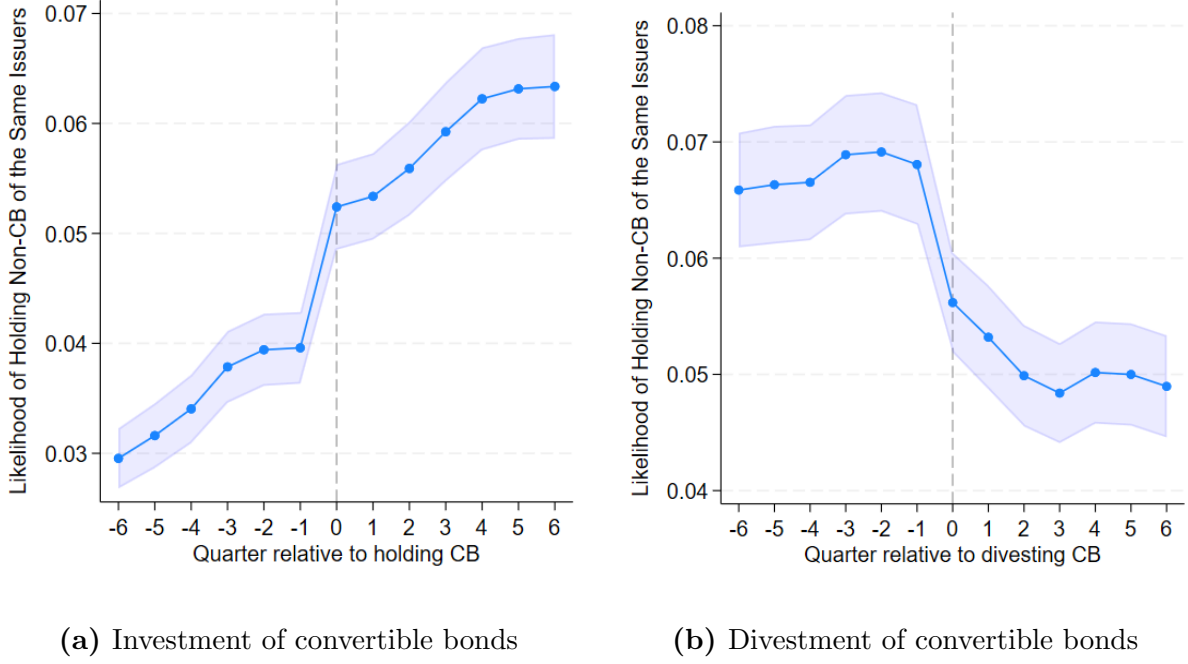 Likelihood of Holding Non-CB of the Same Issuers
0.07
0.06
0.05
0.04
0.03
-6 -5 -4 -3 -2 -1 0 1 2 3 4 5 6
Quarter relative to holding CB
(a) Investment of convertible bonds
Likelihood of Holding Non-CB of the Same Issuers
0.08
0.07
0.06
0.05
0.04
-6 -5 -4 -3 -2 -1 0 1 2 3 4 5 6
Quarter relative to divesting CB
(b) Divestment of convertible bonds